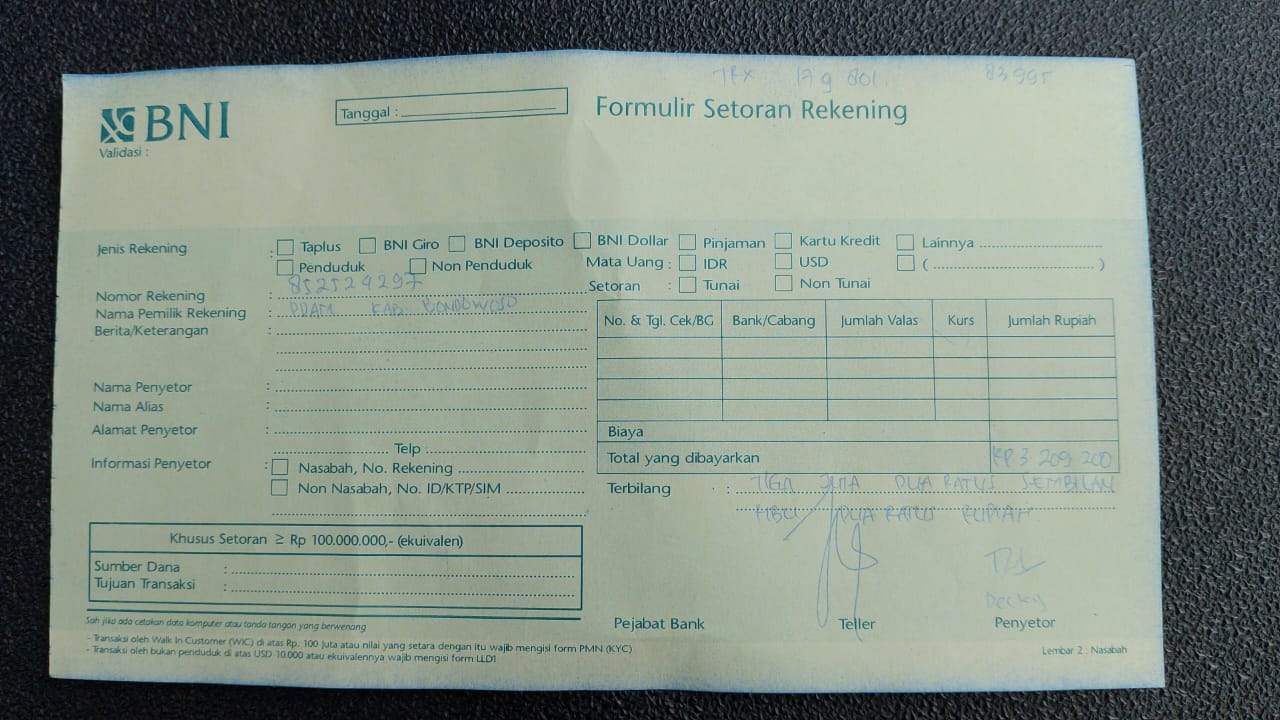 TRX 179801 83995
BNI
Tanggal :
Formulir Setoran Rekening
Validasi :
Jenis Rekening : Taplus BNI Giro BNI Deposito BNI Dollar Pinjaman Kartu Kredit Lainnya
Penduduk Non Penduduk Mata Uang : IDR USD ( )
Nomor Rekening : 852524297
Setoran : Tunai Non Tunai
Nama Pemilik Rekening : PDAM KAB. BONDOWOSO
Berita/Keterangan :
No. & Tgl. Cek/BG Bank/Cabang Jumlah Valas Kurs Jumlah Rupiah
Nama Penyetor :
Nama Alias :
Alamat Penyetor :
Telp
Informasi Penyetor : Nasabah, No. Rekening
Non Nasabah, No. ID/KTP/SIM
Biaya
Total yang dibayarkan RP 3 209 200
Terbilang : TIGA JUTA DUA RATUS SEMBILAN
RIBU DUA RATUS RUPIAH
Khusus Setoran ≥ Rp 100.000.000,- (ekuivalen)
Sumber Dana :
Tujuan Transaksi :
Decky
Pejabat Bank Teller Penyetor
Sah jika ada cetakan data komputer atau tanda tangan yang berwenang
- Transaksi oleh Walk In Customer (WIC) di atas Rp. 100 Juta atau nilai yang setara dengan itu wajib mengisi form PMN (KYC)
- Transaksi oleh bukan penduduk di atas USD 10.000 atau ekuivalennya wajib mengisi form LLD1
Lembar 2 : Nasabah